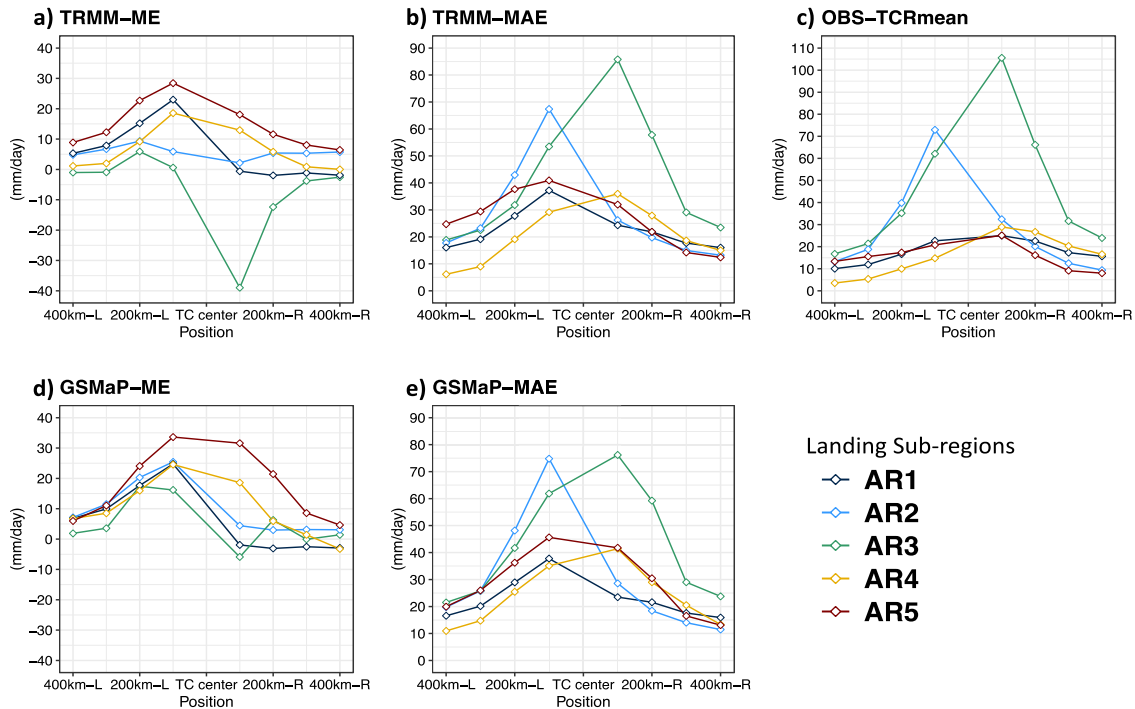 a) TRMM−ME
40
30
20
10
0
−10
−20
−30
−40
(mm/day)
400km−L 200km−L TC center 200km−R 400km−R
Position
b) TRMM−MAE
90
80
70
60
50
40
30
20
10
0
(mm/day)
400km−L 200km−L TC center 200km−R 400km−R
Position
c) OBS−TCRmean
110
100
90
80
70
60
50
40
30
20
10
0
(mm/day)
400km−L 200km−L TC center 200km−R 400km−R
Position
d) GSMaP−ME
40
30
20
10
0
−10
−20
−30
−40
(mm/day)
400km−L 200km−L TC center 200km−R 400km−R
Position
e) GSMaP−MAE
90
80
70
60
50
40
30
20
10
0
(mm/day)
400km−L 200km−L TC center 200km−R 400km−R
Position
Landing Sub-regions
AR1
AR2
AR3
AR4
AR5